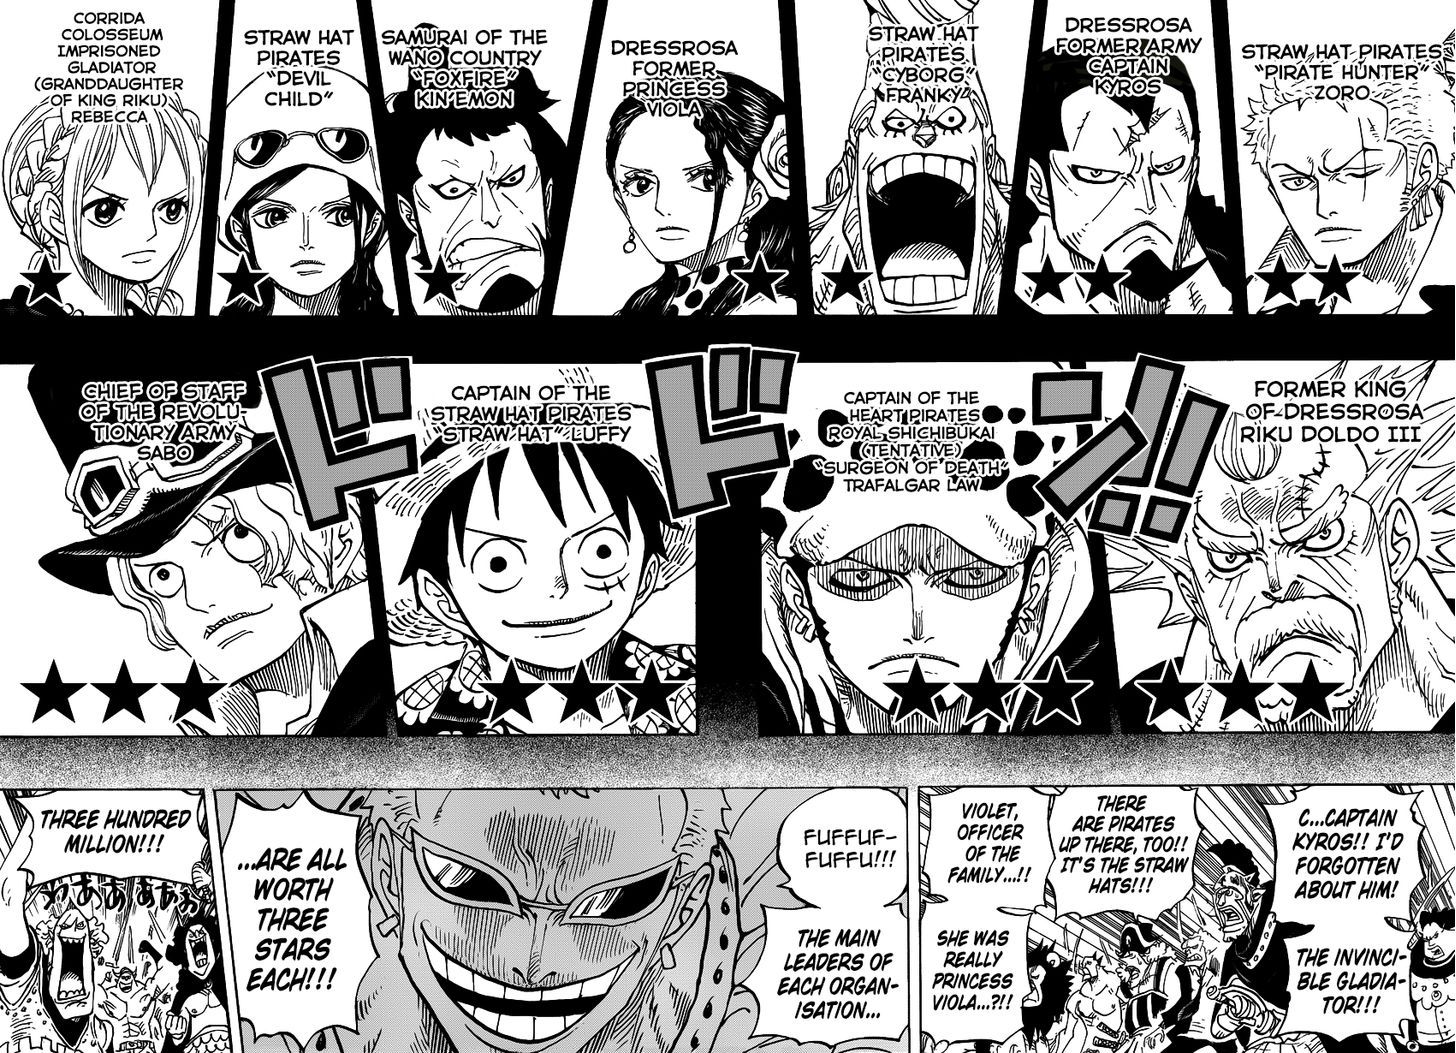 STRAW HAT PIRATES
"PIRATE HUNTER"
ZORO
DRESSROSA
FORMER ARMY
CAPTAIN
KYROS
STRAW HAT
PIRATES
"CYBORG"
FRANKY
DRESSROSA
FORMER
PRINCESS
VIOLA
SAMURAI OF THE
WANO COUNTRY
"FOXFIRE"
KIN'EMON
STRAW HAT
PIRATES
"DEVIL
CHILD"
CORRIDA
COLOSSEUM
IMPRISONED
GLADIATOR
(GRANDDAUGHTER
OF KING RIKU)
REBECCA
FORMER KING
OF DRESSROSA
RIKU DOLDO III
CAPTAIN OF THE
HEART PIRATES
ROYAL SHICHIBUKAI
(TENTATIVE)
"SURGEON OF DEATH"
TRAFALGAR LAW
CAPTAIN OF THE
STRAW HAT PIRATES
"STRAW HAT" LUFFY
CHIEF OF STAFF
OF THE REVOLU-
TIONARY ARMY
SABO
ドドン!!
C...CAPTAIN
KYROS!! I'D
FORGOTTEN
ABOUT HIM!
THE INVINCI-
BLE GLADIA-
TOR!!!
THERE
ARE PIRATES
UP THERE, TOO!!
IT'S THE STRAW
HATS!!!
VIOLET,
OFFICER
OF THE
FAMILY...!!
SHE WAS
REALLY
PRINCESS
VIOLA...?!!
FUFFUF-
FUFFU!!!
THE MAIN
LEADERS OF
EACH ORGAN-
ISATION...
...ARE ALL
WORTH
THREE
STARS
EACH!!!
THREE HUNDRED
MILLION!!!